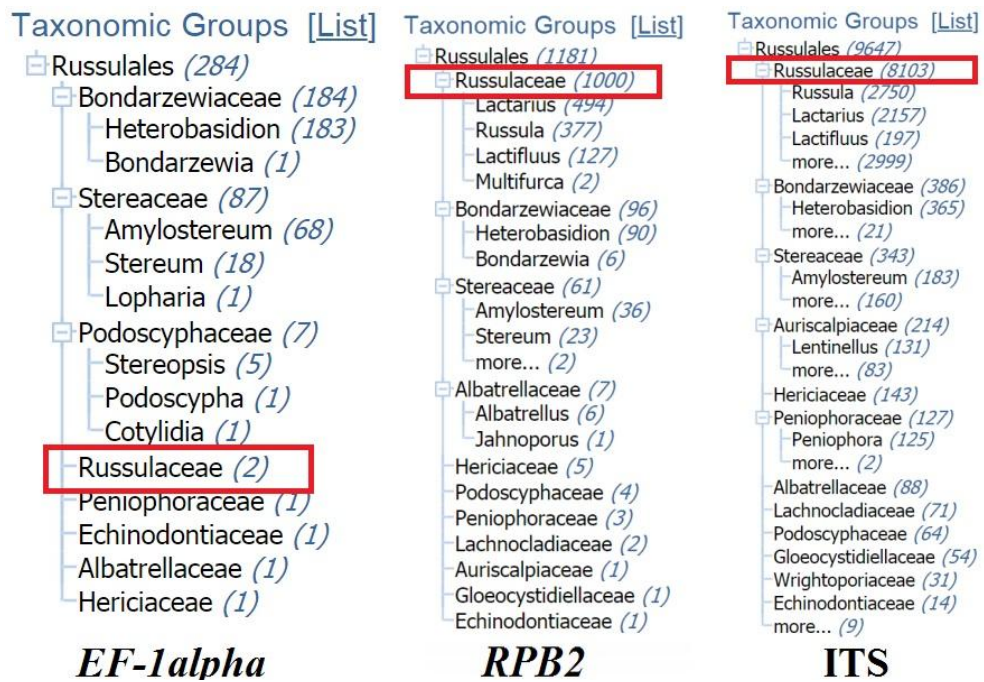 Taxonomic Groups [List]
Russulales (284)
Bondarzewiaceae (184)
Heterobasidion (183)
Bondarzewia (1)
Stereaceae (87)
Amylostereum (68)
Stereum (18)
Lopharia (1)
Podoscyphaceae (7)
Stereopsis (5)
Podoscypha (1)
Cotylidia (1)
Russulaceae (2)
Peniophoraceae (1)
Echinodontiaceae (1)
Albatrellaceae (1)
Hericiaceae (1)
EF-1alpha
Taxonomic Groups [List]
Russulales (1181)
Russulaceae (1000)
Lactarius (494)
Russula (377)
Lactifluus (127)
Multifurca (2)
Bondarzewiaceae (96)
Heterobasidion (90)
Bondarzewia (6)
Stereaceae (61)
Amylostereum (36)
Stereum (23)
more... (2)
Albatrellaceae (7)
Albatrellus (6)
Jahnoporus (1)
Hericiaceae (5)
Podoscyphaceae (4)
Peniophoraceae (3)
Lachnocladiaceae (2)
Auriscalpiaceae (1)
Gloeocystidiellaceae (1)
Echinodontiaceae (1)
RPB2
Taxonomic Groups [List]
Russulales (9647)
Russulaceae (8103)
Russula (2750)
Lactarius (2157)
Lactifluus (197)
more... (2999)
Bondarzewiaceae (386)
Heterobasidion (365)
more... (21)
Stereaceae (343)
Amylostereum (183)
more... (160)
Auriscalpiaceae (214)
Lentinellus (131)
more... (83)
Hericiaceae (143)
Peniophoraceae (127)
Peniophora (125)
more... (2)
Albatrellaceae (88)
Lachnocladiaceae (71)
Podoscyphaceae (64)
Gloeocystidiellaceae (54)
Wrightoporiaceae (31)
Echinodontiaceae (14)
more... (9)
ITS